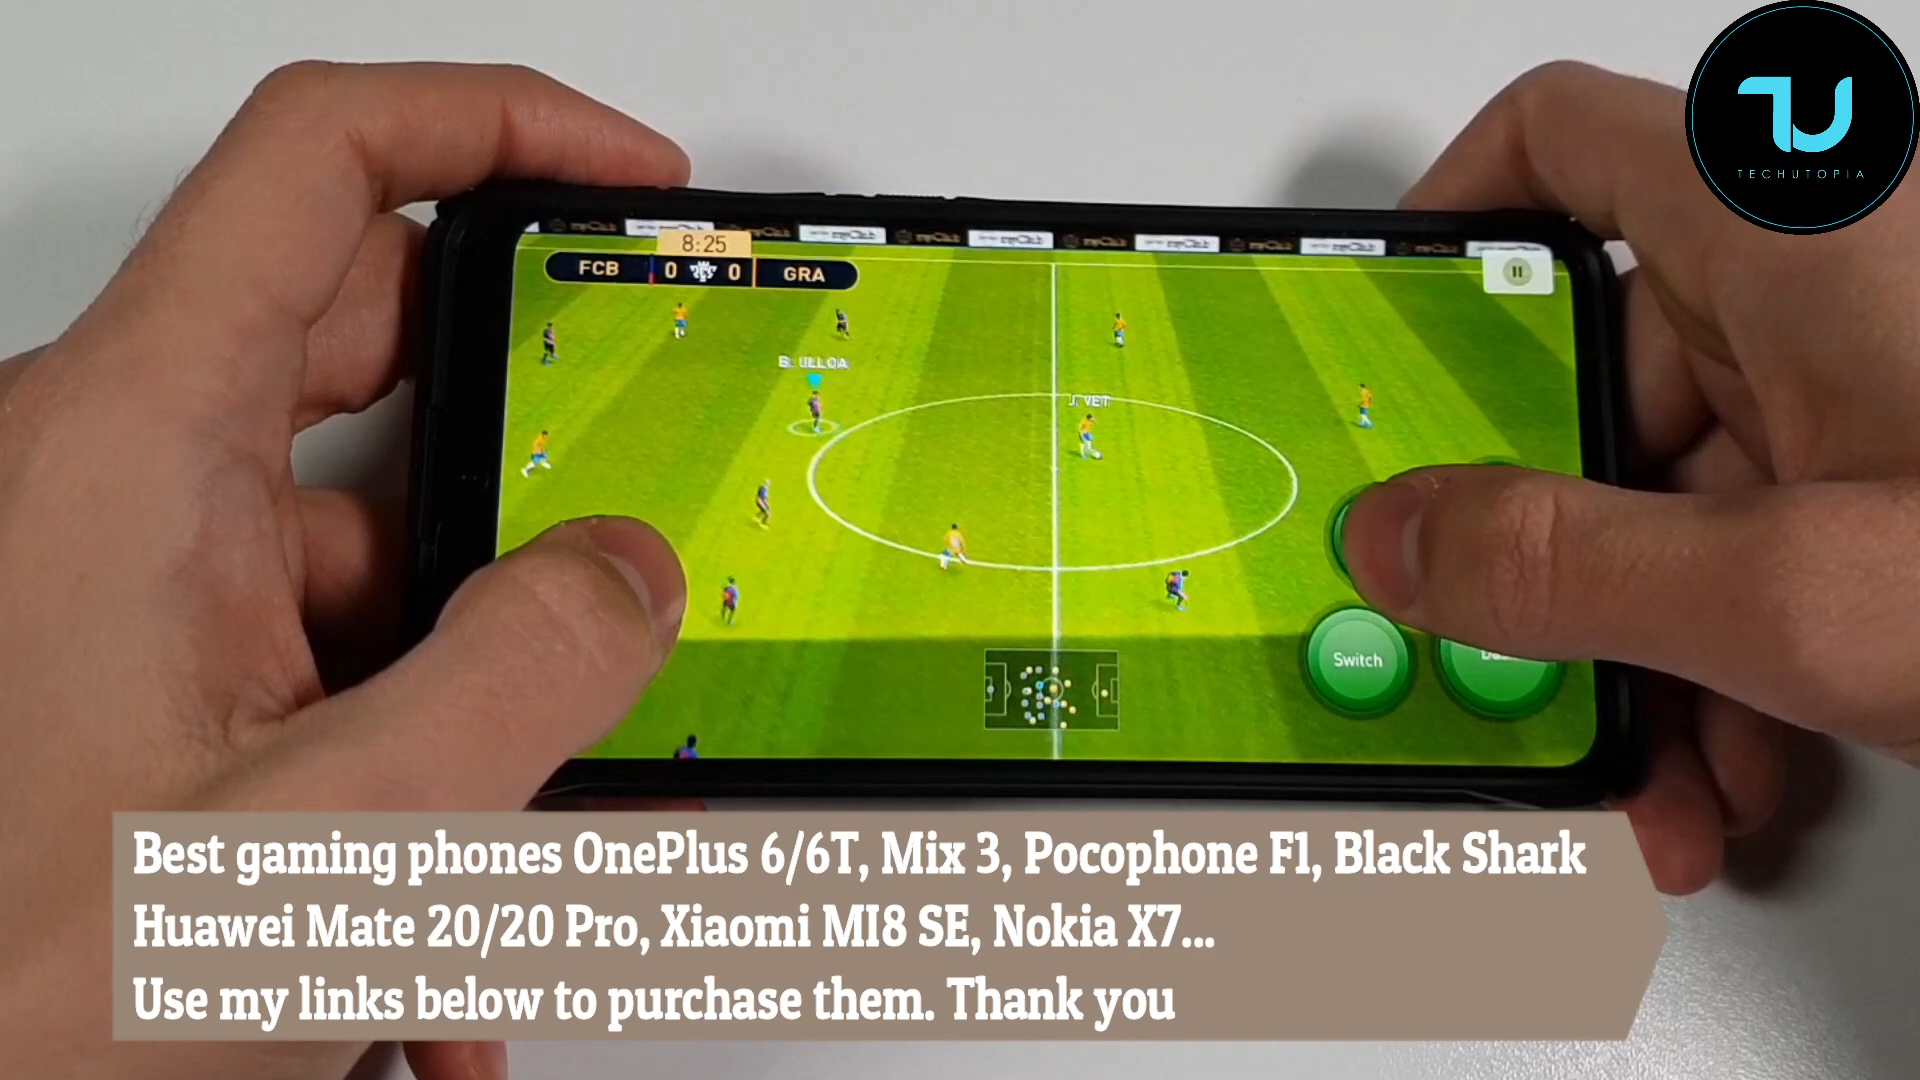 TECHUTOPIA
8:25
FCB 0 0 GRA
B. ULLOA
J. VET
Switch
Best gaming phones OnePlus 6/6T, Mix 3, Pocophone F1, Black Shark
Huawei Mate 20/20 Pro, Xiaomi MI8 SE, Nokia X7...
Use my links below to purchase them. Thank you